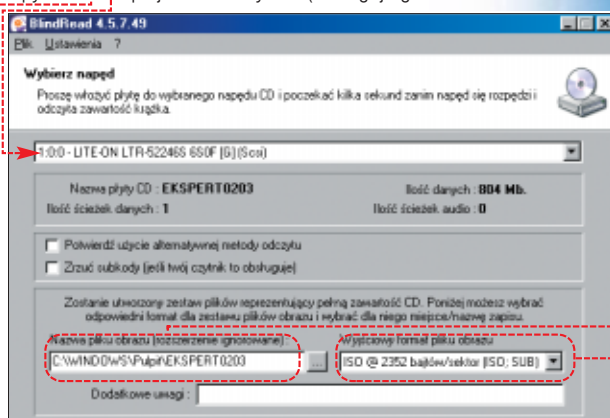 BlindRead 4.5.7.49
Plik Ustawienia ?
Wybierz napęd
Proszę włożyć płytę do wybranego napędu CD i poczekać kilka sekund zanim napęd się rozpędzi i
odczyta zawartość krążka.
1:0:0 - LITE-ON LTR-52246S 6S0F [G] (Scsi)
Nazwa płyty CD : EKSPERT0203 Ilość danych : 804 Mb.
Ilość ścieżek danych : 1 Ilość ścieżek audio : 0
Potwierdź użycie alternatywnej metody odczytu
Zrzuć subkody (jeśli twój czytnik to obsługuje)
Zostanie utworzony zestaw plików reprezentujący pełną zawartość CD. Poniżej możesz wybrać
odpowiedni format dla zestawu plików obrazu i wybrać dla niego miejsce/nazwę zapisu.
Nazwa pliku obrazu (rozszerzenie ignorowane) : Wyjściowy format pliku obrazu
C:\WINDOWS\Pulpit\EKSPERT0203 ... ISO @ 2352 bajtów/sektor (ISO; SUB)
Dodatkowe uwagi :